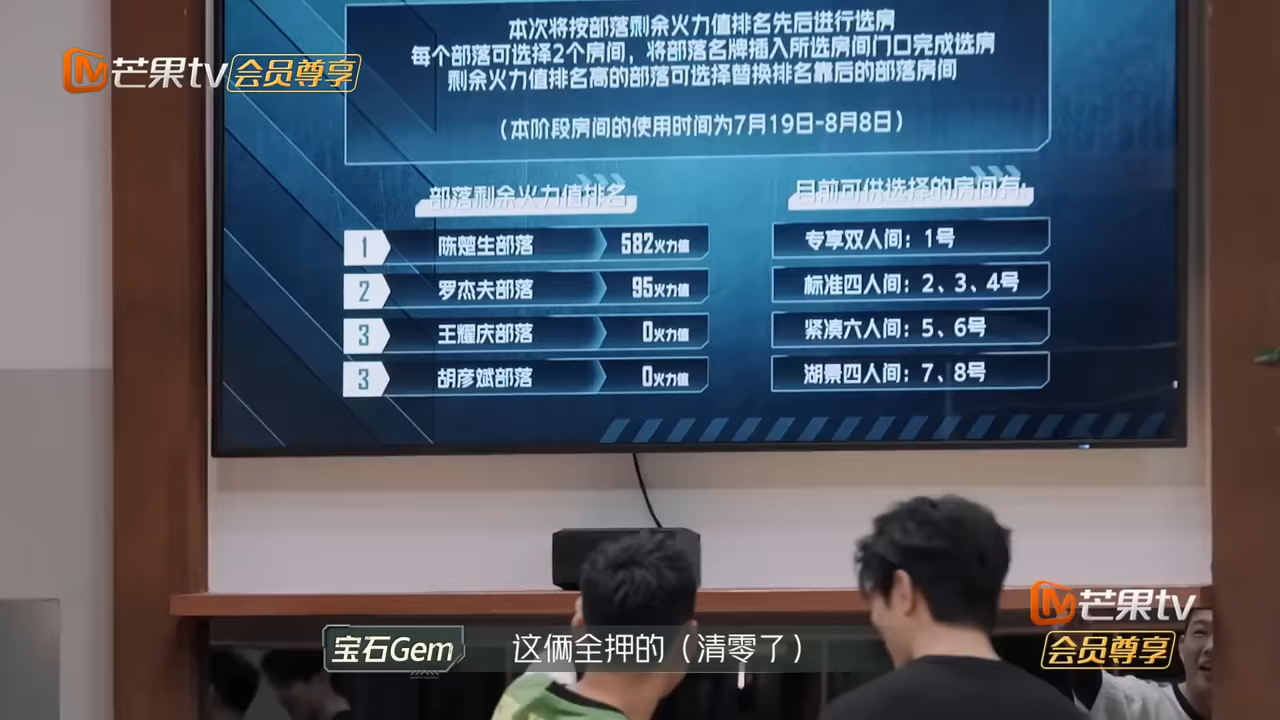 本次将按部落剩余火力值排名先后进行选房
每个部落可选择2个房间，将部落名牌插入所选房间门口完成选房
剩余火力值排名高的部落可选择替换排名靠后的部落房间
（本阶段房间的使用时间为7月19日-8月8日）
芒果tv 会员尊享
部落剩余火力值排名
目前可供选择的房间有:
1 陈楚生部落 582火力值
专享双人间：1号
2 罗杰夫部落 95火力值
标准四人间：2、3、4号
3 王耀庆部落 0火力值
紧凑六人间：5、6号
3 胡彦斌部落 0火力值
湖景四人间：7、8号
芒果tv
会员尊享
宝石Gem 这俩全押的（清零了）